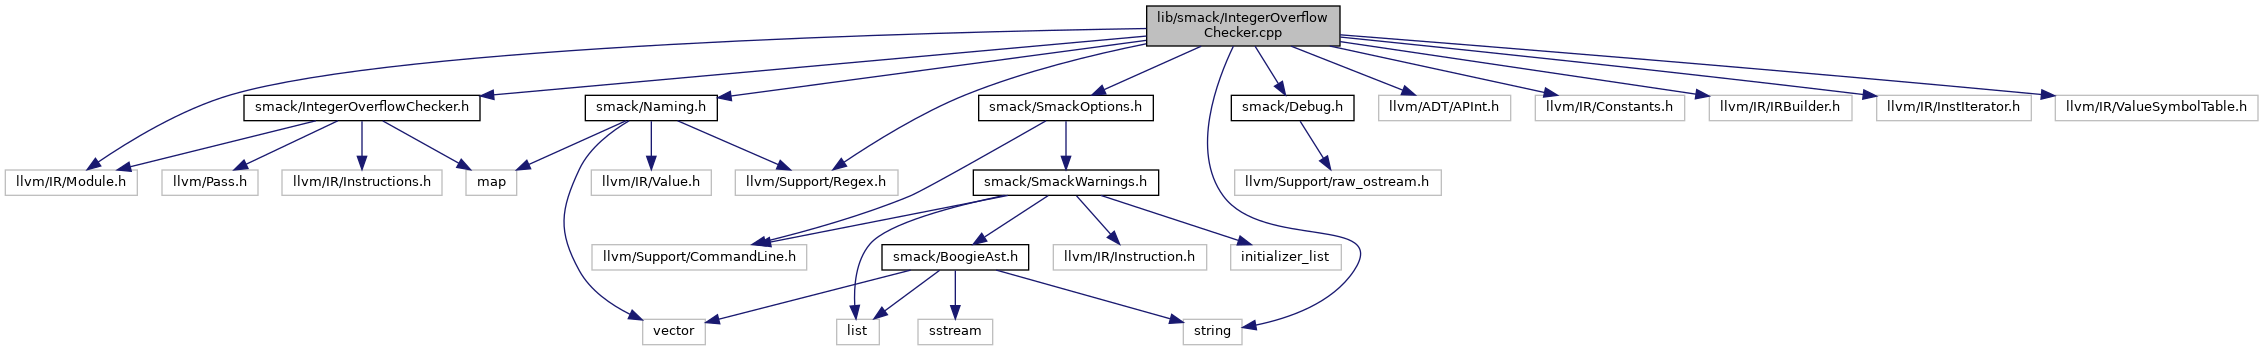 lib/smack/IntegerOverflow
Checker.cpp
smack/IntegerOverflowChecker.h
smack/Naming.h
smack/SmackOptions.h
smack/Debug.h
llvm/ADT/APInt.h
llvm/IR/Constants.h
llvm/IR/IRBuilder.h
llvm/IR/InstIterator.h
llvm/IR/ValueSymbolTable.h
llvm/IR/Module.h
llvm/Pass.h
llvm/IR/Instructions.h
map
llvm/IR/Value.h
llvm/Support/Regex.h
smack/SmackWarnings.h
llvm/Support/raw_ostream.h
llvm/Support/CommandLine.h
smack/BoogieAst.h
llvm/IR/Instruction.h
initializer_list
vector
list
sstream
string